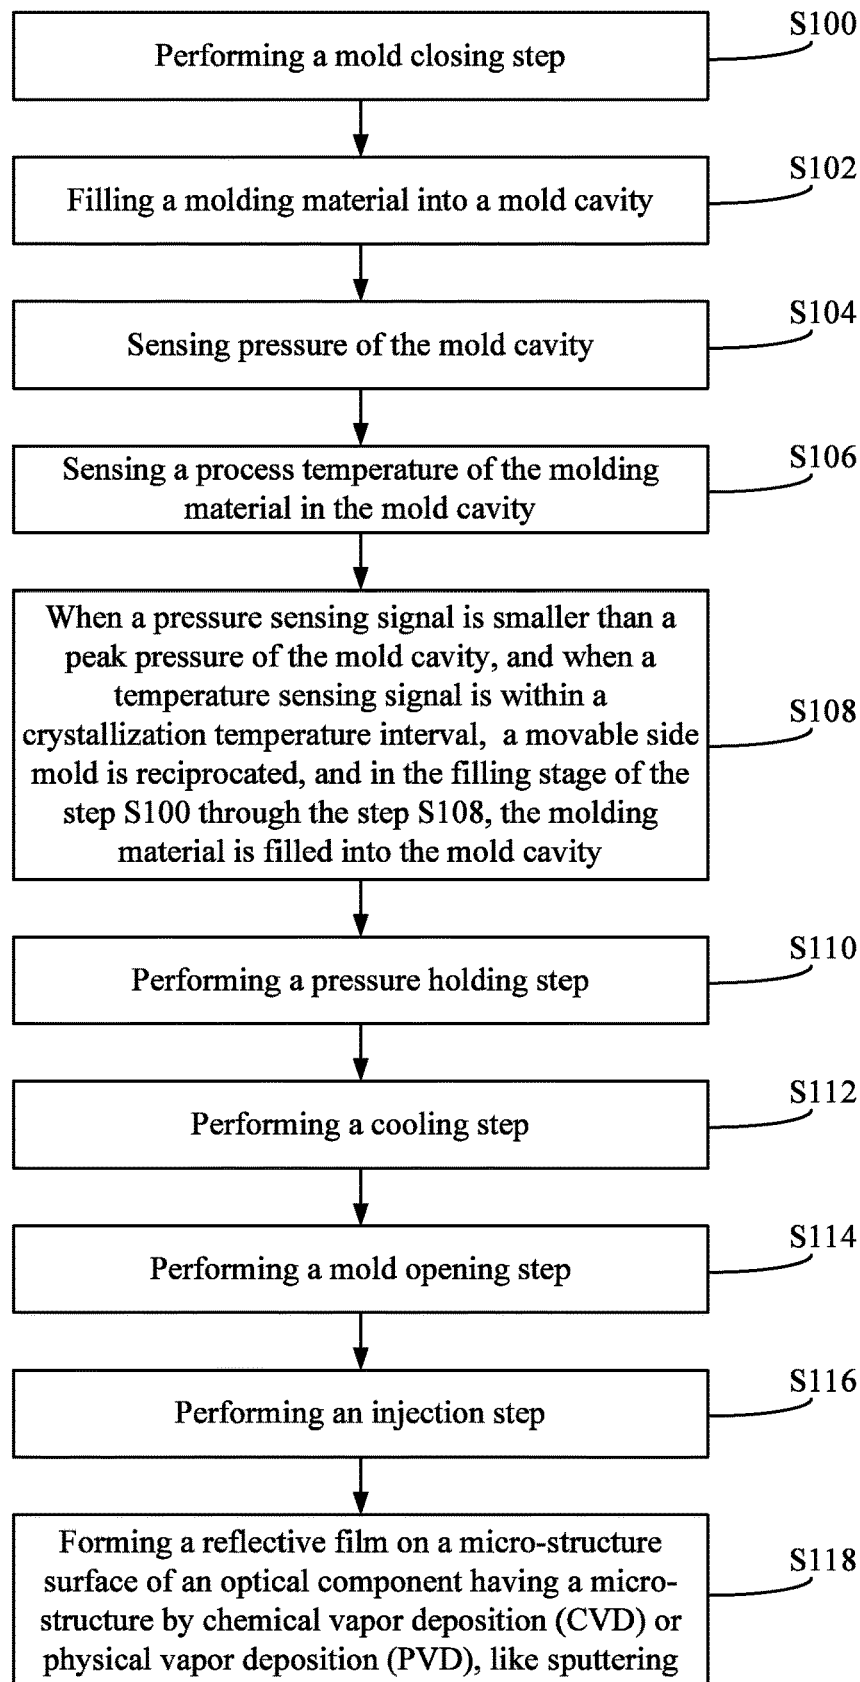 S100
Performing a mold closing step
S102
Filling a molding material into a mold cavity
S104
Sensing pressure of the mold cavity
S106
Sensing a process temperature of the molding
material in the mold cavity
When a pressure sensing signal is smaller than a
peak pressure of the mold cavity, and when a
temperature sensing signal is within a
crystallization temperature interval, a movable side
mold is reciprocated, and in the filling stage of the
step S100 through the step S108, the molding
material is filled into the mold cavity
S108
S110
Performing a pressure holding step
S112
Performing a cooling step
S114
Performing a mold opening step
S116
Performing an injection step
Forming a reflective film on a micro-structure
surface of an optical component having a micro-
structure by chemical vapor deposition (CVD) or
physical vapor deposition (PVD), like sputtering
S118